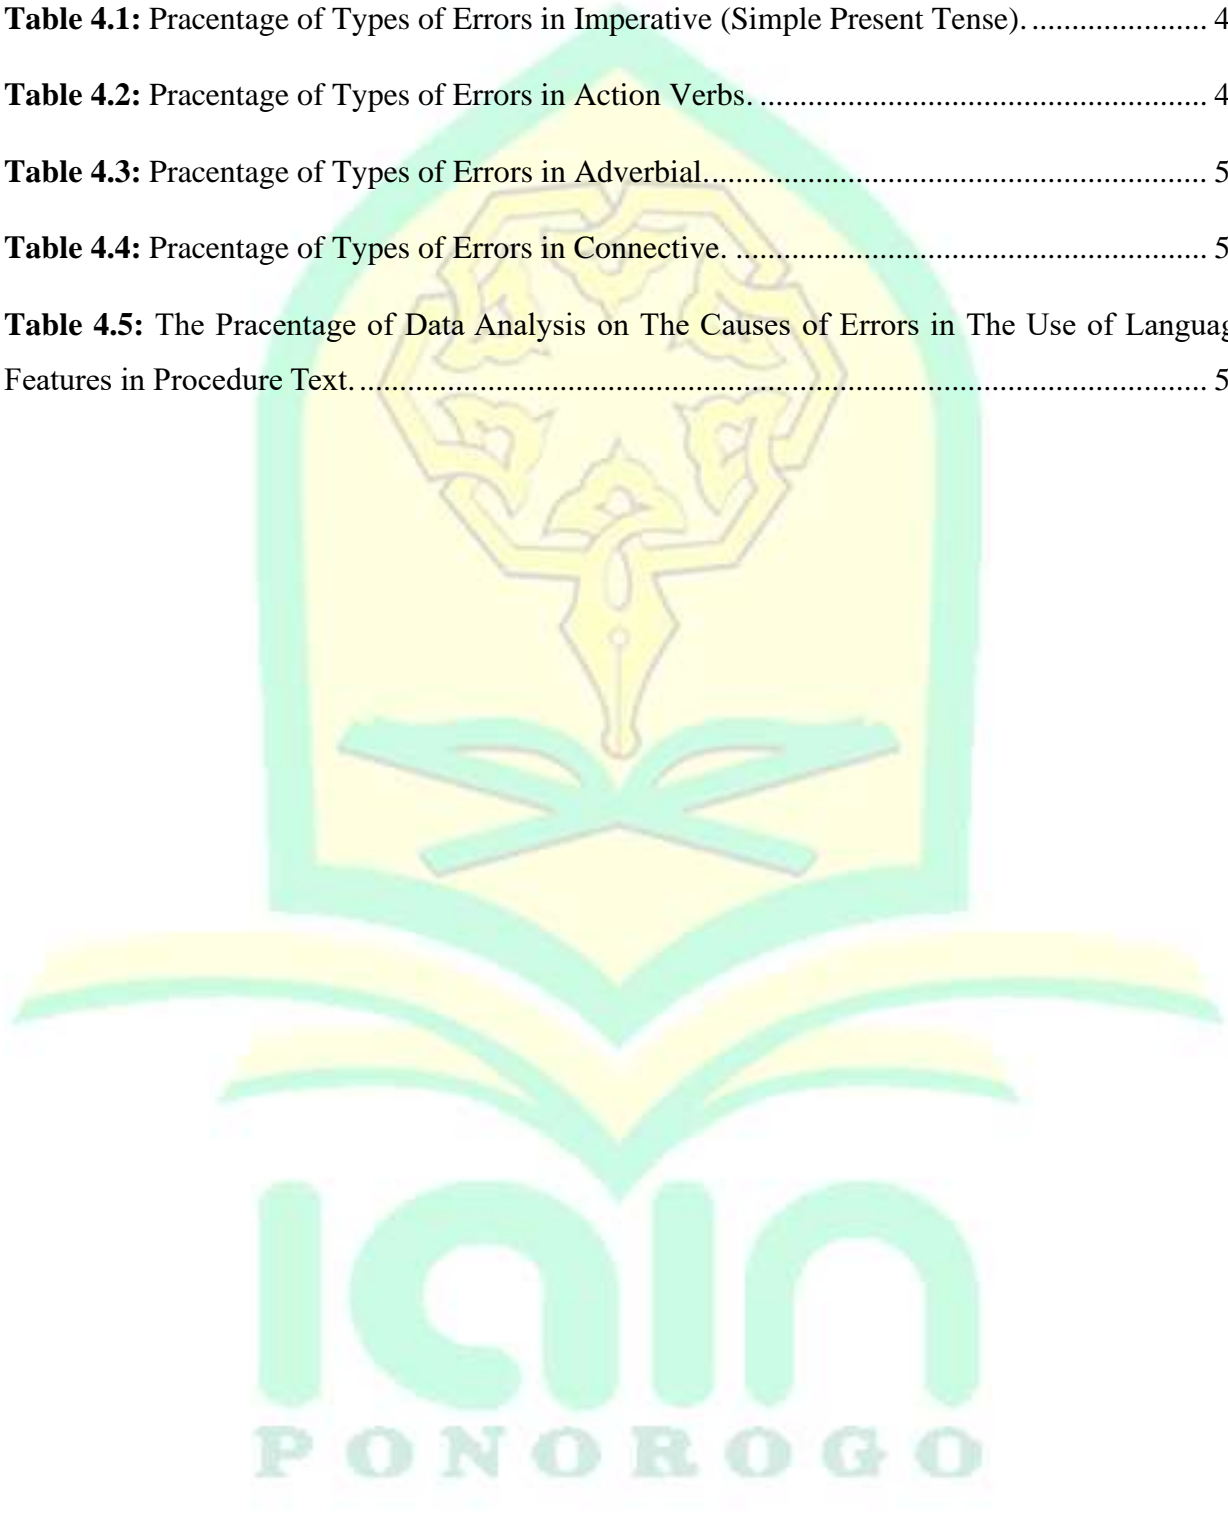 Table 4.1: Pracentage of Types of Errors in Imperative (Simple Present Tense). .................... 4
Table 4.2: Pracentage of Types of Errors in Action Verbs. .................................................... 4
Table 4.3: Pracentage of Types of Errors in Adverbial.......................................................... 5
Table 4.4: Pracentage of Types of Errors in Connective. ...................................................... 5
Table 4.5: The Pracentage of Data Analysis on The Causes of Errors in The Use of Languag
Features in Procedure Text. .................................................................................................. 5
iain
PONOROGO